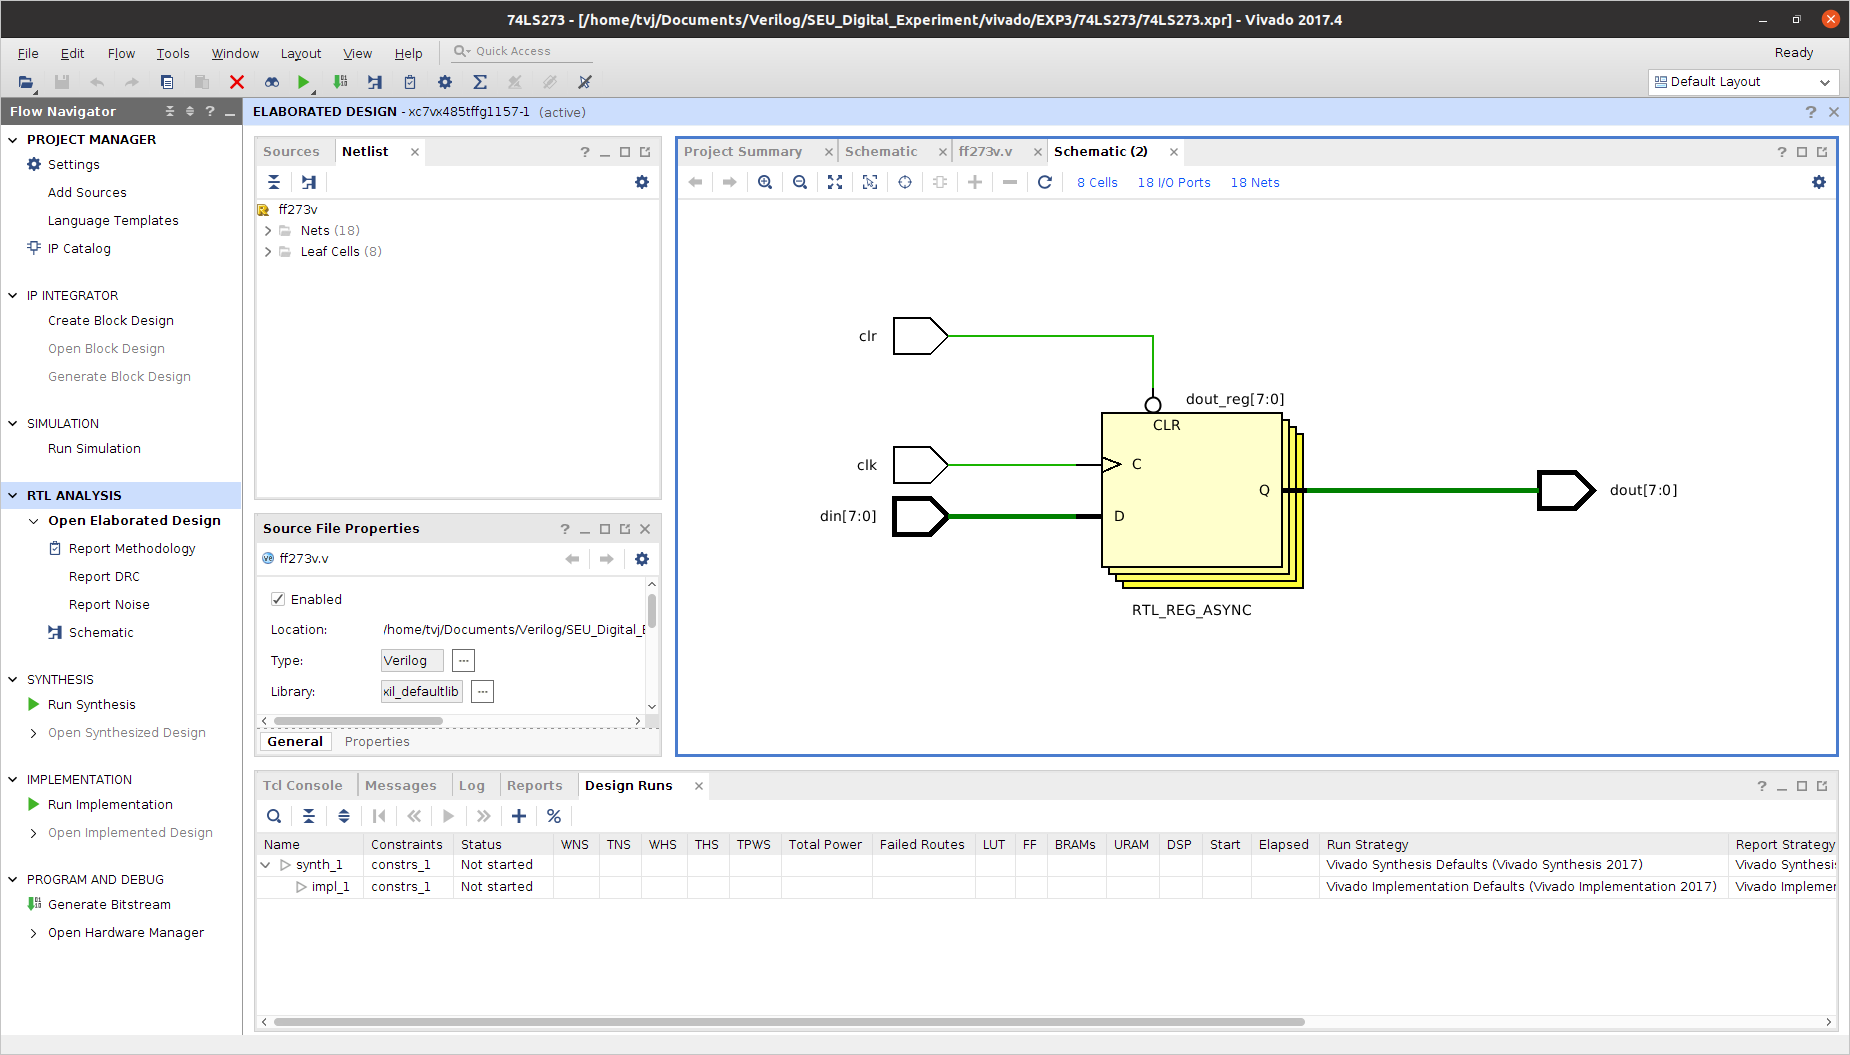 74LS273 - [/home/tvj/Documents/Verilog/SEU_Digital_Experiment/vivado/EXP3/74LS273/74LS273.xpr] - Vivado 2017.4
File Edit Flow Tools Window Layout View Help Quick Access Ready
Default Layout
Flow Navigator
ELABORATED DESIGN - xc7vx485tffg1157-1 (active)
PROJECT MANAGER
Settings
Add Sources
Language Templates
IP Catalog
IP INTEGRATOR
Create Block Design
Open Block Design
Generate Block Design
SIMULATION
Run Simulation
RTL ANALYSIS
Open Elaborated Design
Report Methodology
Report DRC
Report Noise
Schematic
SYNTHESIS
Run Synthesis
Open Synthesized Design
IMPLEMENTATION
Run Implementation
Open Implemented Design
PROGRAM AND DEBUG
Generate Bitstream
Open Hardware Manager
Sources Netlist
ff273v
Nets (18)
Leaf Cells (8)
Source File Properties
ff273v.v
Enabled
Location: /home/tvj/Documents/Verilog/SEU_Digital_E
Type: Verilog ...
Library: xil_defaultlib ...
General Properties
Project Summary Schematic ff273v.v Schematic (2)
8 Cells 18 I/O Ports 18 Nets
clr
dout_reg[7:0]
CLR
clk
C
Q
dout[7:0]
din[7:0]
D
RTL_REG_ASYNC
Tcl Console Messages Log Reports Design Runs
Name Constraints Status WNS TNS WHS THS TPWS Total Power Failed Routes LUT FF BRAMs URAM DSP Start Elapsed Run Strategy Report Strategy
synth_1 constrs_1 Not started Vivado Synthesis Defaults (Vivado Synthesis 2017) Vivado Synthesi
impl_1 constrs_1 Not started Vivado Implementation Defaults (Vivado Implementation 2017) Vivado Implemen